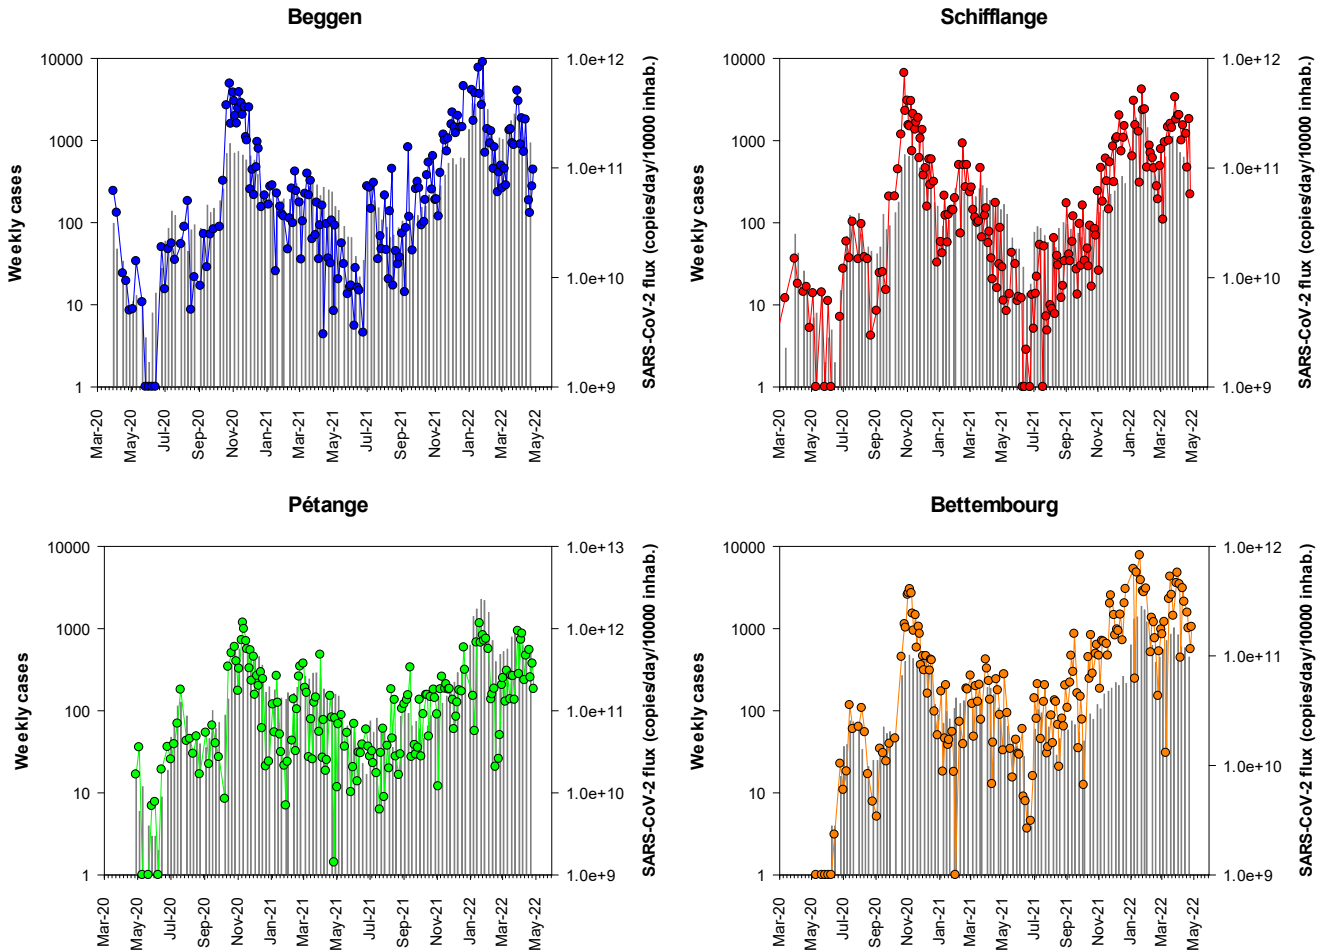 Beggen
Weekly cases
10000
1000
100
10
1
1.0e+12
1.0e+11
1.0e+10
1.0e+9
SARS-CoV-2 flux (copies/day/10000 inhab.)
Mar-20
May-20
Jul-20
Sep-20
Nov-20
Jan-21
Mar-21
May-21
Jul-21
Sep-21
Nov-21
Jan-22
Mar-22
May-22
Schifflange
Weekly cases
10000
1000
100
10
1
1.0e+12
1.0e+11
1.0e+10
1.0e+9
SARS-CoV-2 flux (copies/day/10000 inhab.)
Mar-20
May-20
Jul-20
Sep-20
Nov-20
Jan-21
Mar-21
May-21
Jul-21
Sep-21
Nov-21
Jan-22
Mar-22
May-22
Pétange
Weekly cases
10000
1000
100
10
1
1.0e+13
1.0e+12
1.0e+11
1.0e+10
1.0e+9
SARS-CoV-2 flux (copies/day/10000 inhab.)
Mar-20
May-20
Jul-20
Sep-20
Nov-20
Jan-21
Mar-21
May-21
Jul-21
Sep-21
Nov-21
Jan-22
Mar-22
May-22
Bettembourg
Weekly cases
10000
1000
100
10
1
1.0e+12
1.0e+11
1.0e+10
1.0e+9
SARS-CoV-2 flux (copies/day/10000 inhab.)
Mar-20
May-20
Jul-20
Sep-20
Nov-20
Jan-21
Mar-21
May-21
Jul-21
Sep-21
Nov-21
Jan-22
Mar-22
May-22